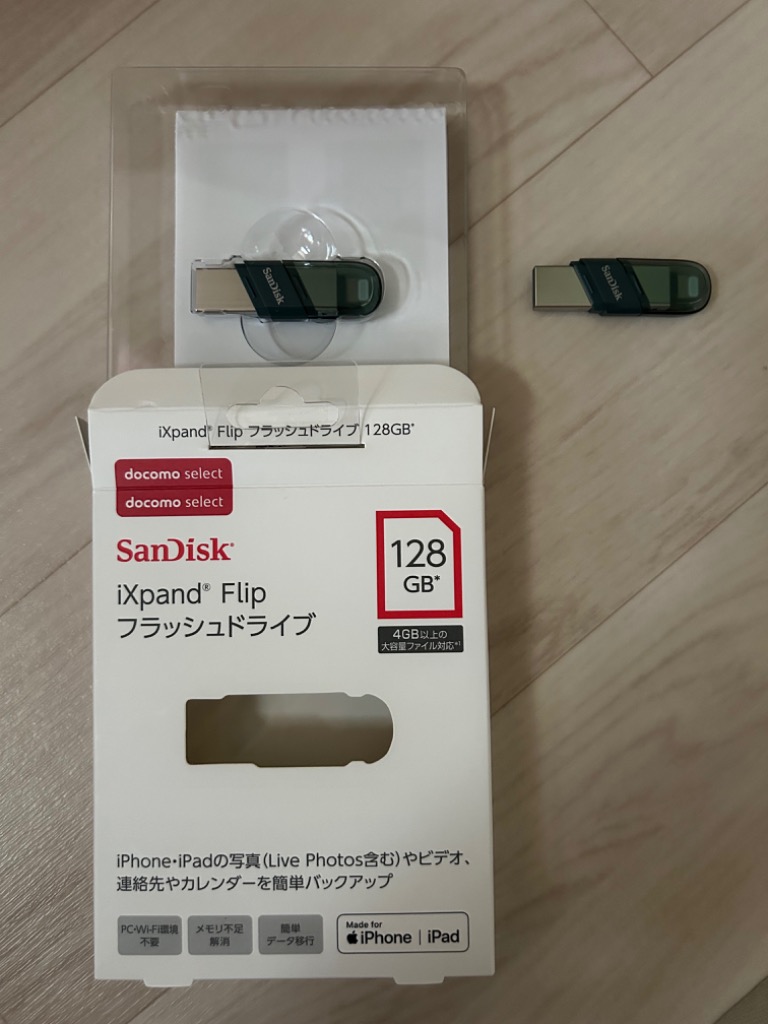 SanDisk
SanDisk
iXpand® Flip フラッシュドライブ 128GB*
docomo select
docomo select
SanDisk®
128
GB*
iXpand® Flip
フラッシュドライブ
4GB以上の
大容量ファイル対応*1
iPhone・iPadの写真(Live Photos含む)やビデオ、
連絡先やカレンダーを簡単バックアップ
PC・Wi-Fi環境
不要
メモリ不足
解消
簡単
データ移行
Made for
iPhone | iPad